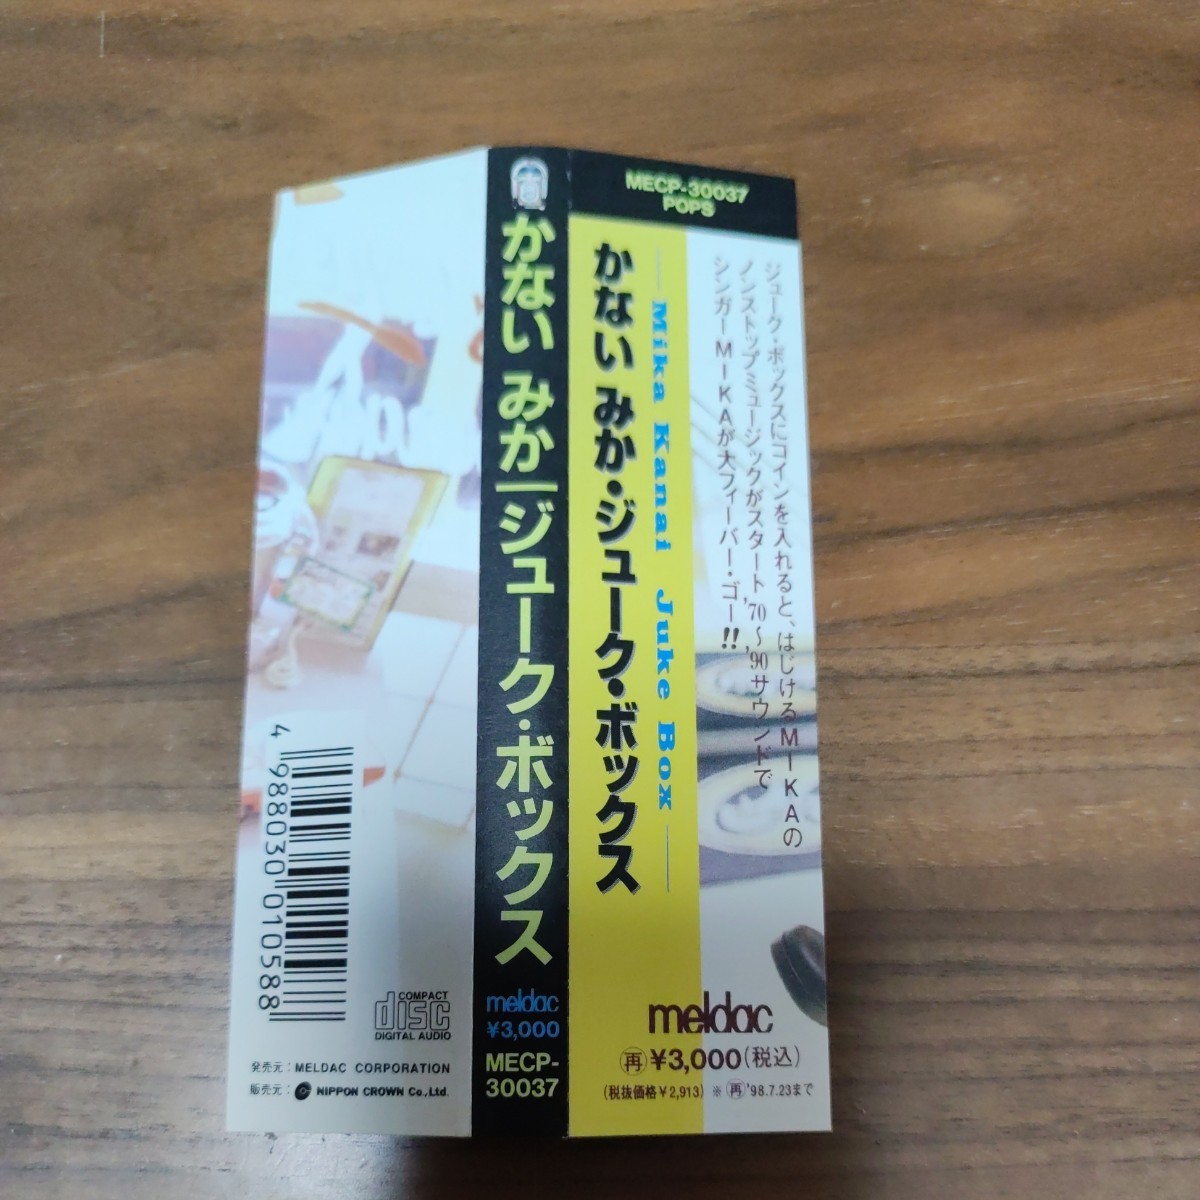 MECP-30037
POPS
ジューク・ボックスにコインを入れると、はじけるMIKAの
ノンストップミュージックがスタート,'70〜'90サウンドで
シンガーMIKAが大フィーバー・ゴー!!
Mika Kanai Juke Box
かない みか・ジューク・ボックス
meldac
再 ¥3,000(税込)
(税抜価格¥2,913) ※再'98.7.23まで
かない みか|ジューク・ボックス
meldac
¥3,000
MECP-
30037
4 988030 010588
COMPACT
disc
DIGITAL AUDIO
発売元:MELDAC CORPORATION
販売元: NIPPON CROWN Co.,Ltd.